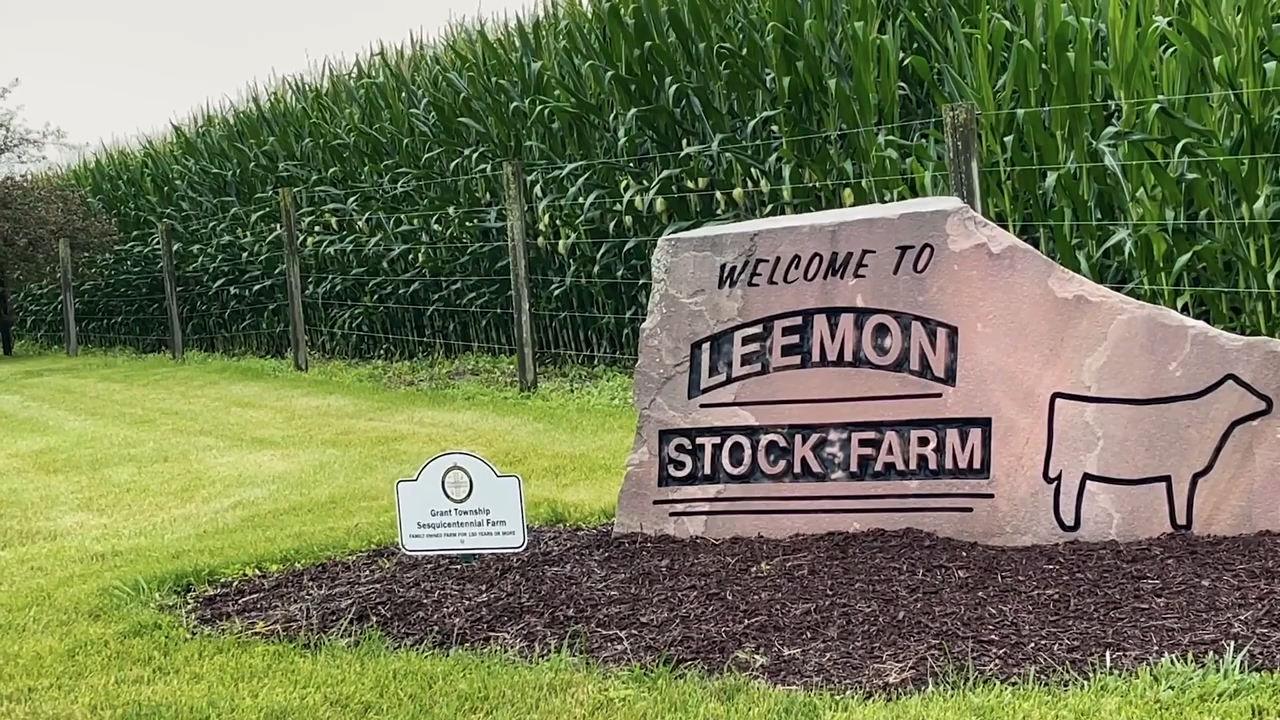 WELCOME TO
LEEMON
STOCK FARM
Grant Township
Sesquicentennial Farm
FAMILY OWNED FARM FOR 150 YEARS OR MORE